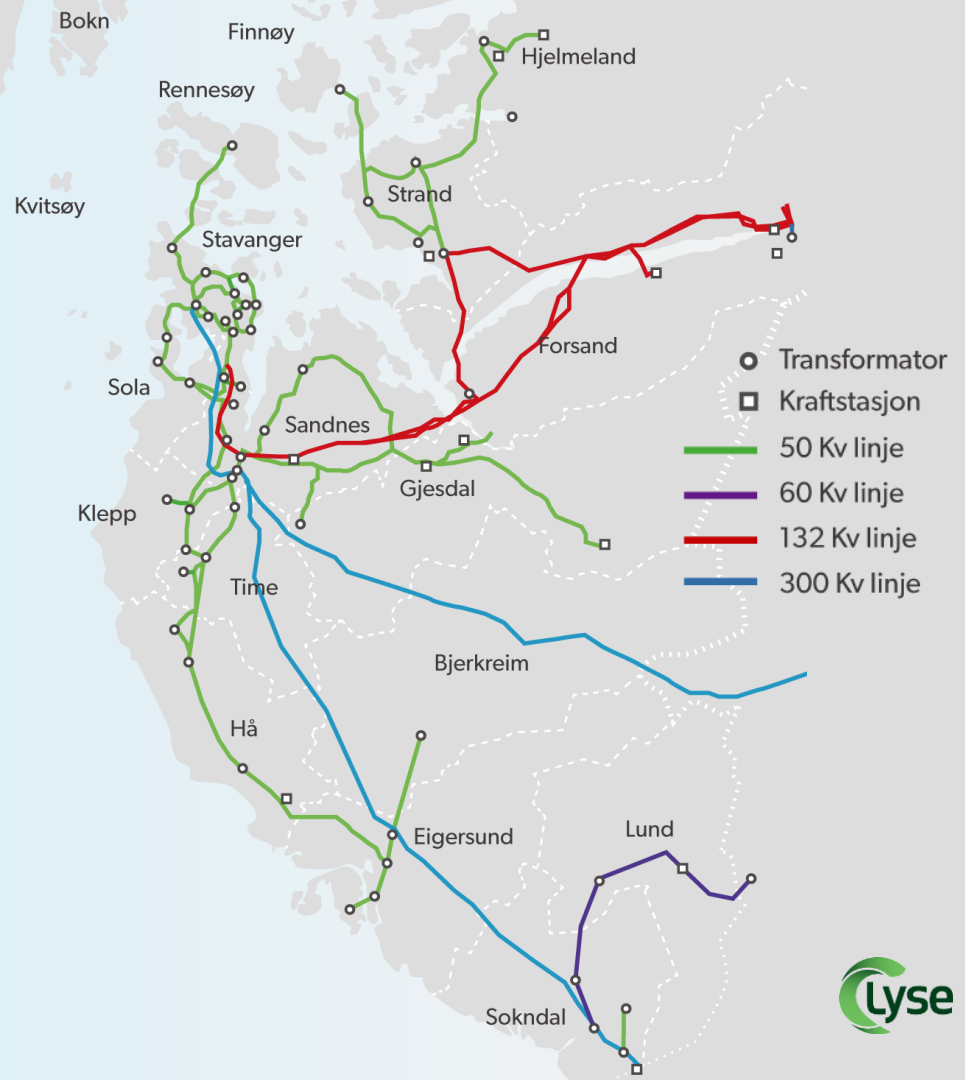 Bokn
Finnøy
Hjelmeland
Rennesøy
Strand
Kvitsøy
Stavanger
Forsand
Transformator
Sola
Kraftstasjon
Sandnes
50 Kv linje
Gjesdal
60 Kv linje
Klepp
132 Kv linje
Time
300 Kv linje
Bjerkreim
Hå
Eigersund
Lund
Sokndal
Lyse